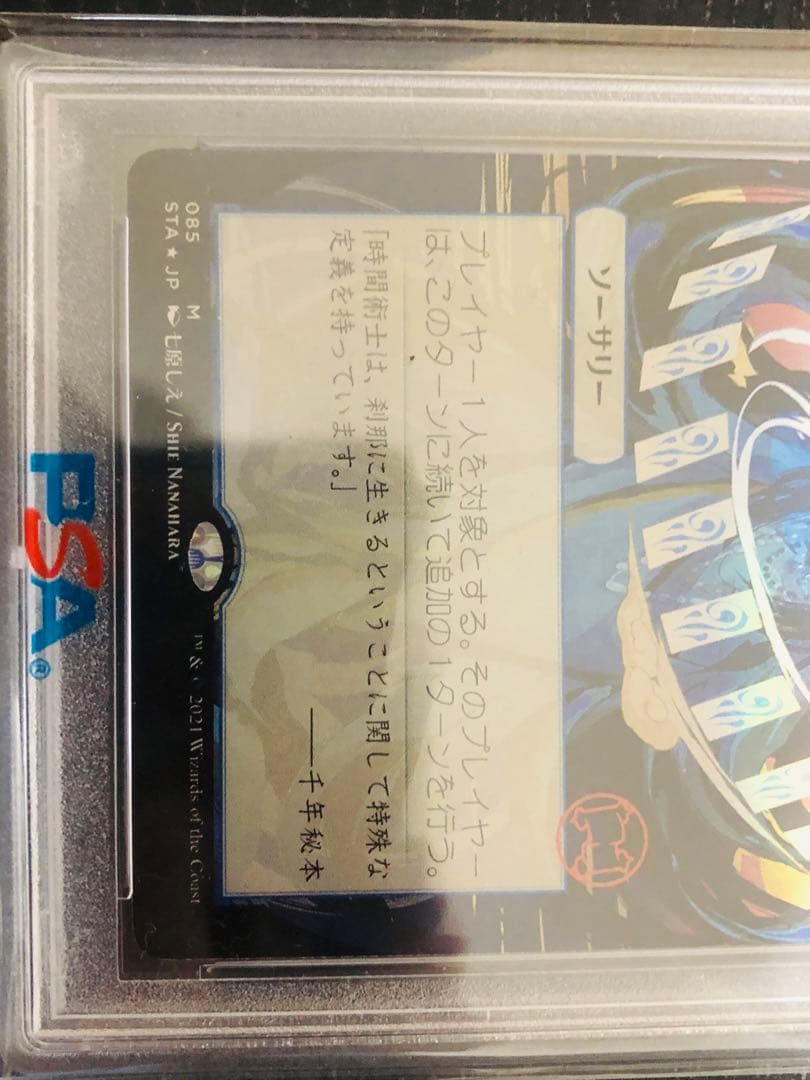 ソーサリー
プレイヤー1人を対象とする。そのプレイヤー
は、このターンに続いて追加の1ターンを行う。
「時間術士は、刹那に生きるということに関して特殊な
定義を持っています。」
――千年秘本
085 M
STA★JP 七原しえ/SHIE NANAHARA
™ & © 2021 Wizards of the Coast
PSA®